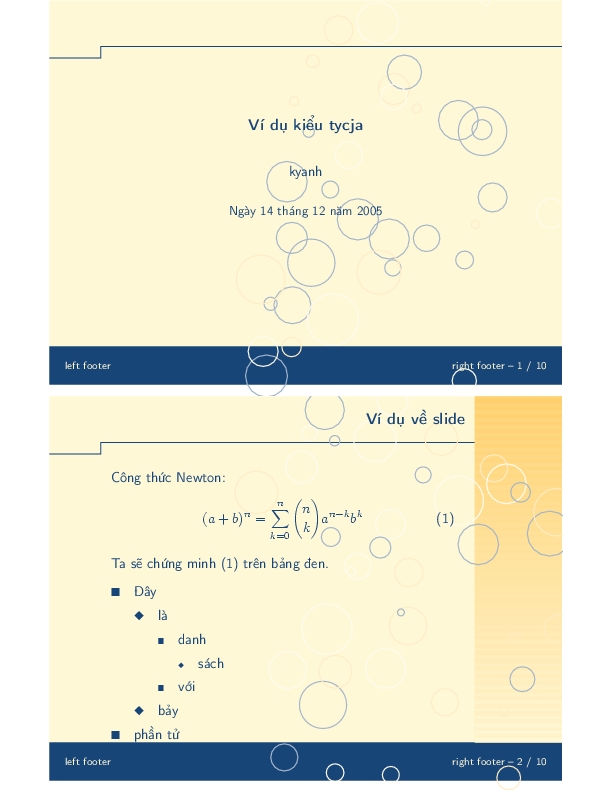 Ví dụ kiểu tycja
kyanh
Ngày 14 tháng 12 năm 2005
left footer
right footer – 1 / 10
Ví dụ về slide
Công thức Newton:
(a + b)^n = \sum_{k=0}^{n} \binom{n}{k} a^{n-k} b^k (1)
Ta sẽ chứng minh (1) trên bảng đen.
■ Đây
◆ là
■ danh
◆ sách
■ với
◆ bảy
■ phần tử
left footer
right footer – 2 / 10